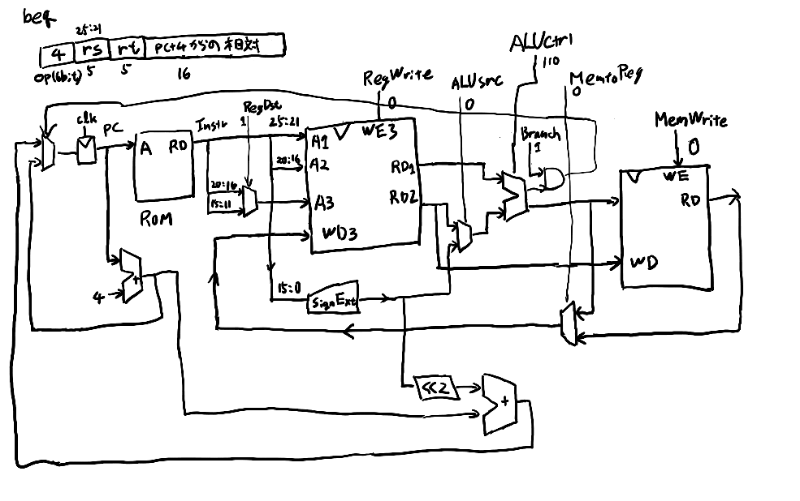 beq
25:21
4 rs rt PC+4からの相対
op(6bit) 5 5 16
ALUCtrl
110
RegWrite
0
ALUsrc
0
MemtoReg
0
MemWrite
0
Branch
1
RegDst
1
clk
PC
A RD
ROM
Instr
25:21
20:16
20:16
15:11
A1 WE3
A2 RD1
A3 RD2
WD3
WE
RD
WD
+
4
15:0
SignExt
<<2
+